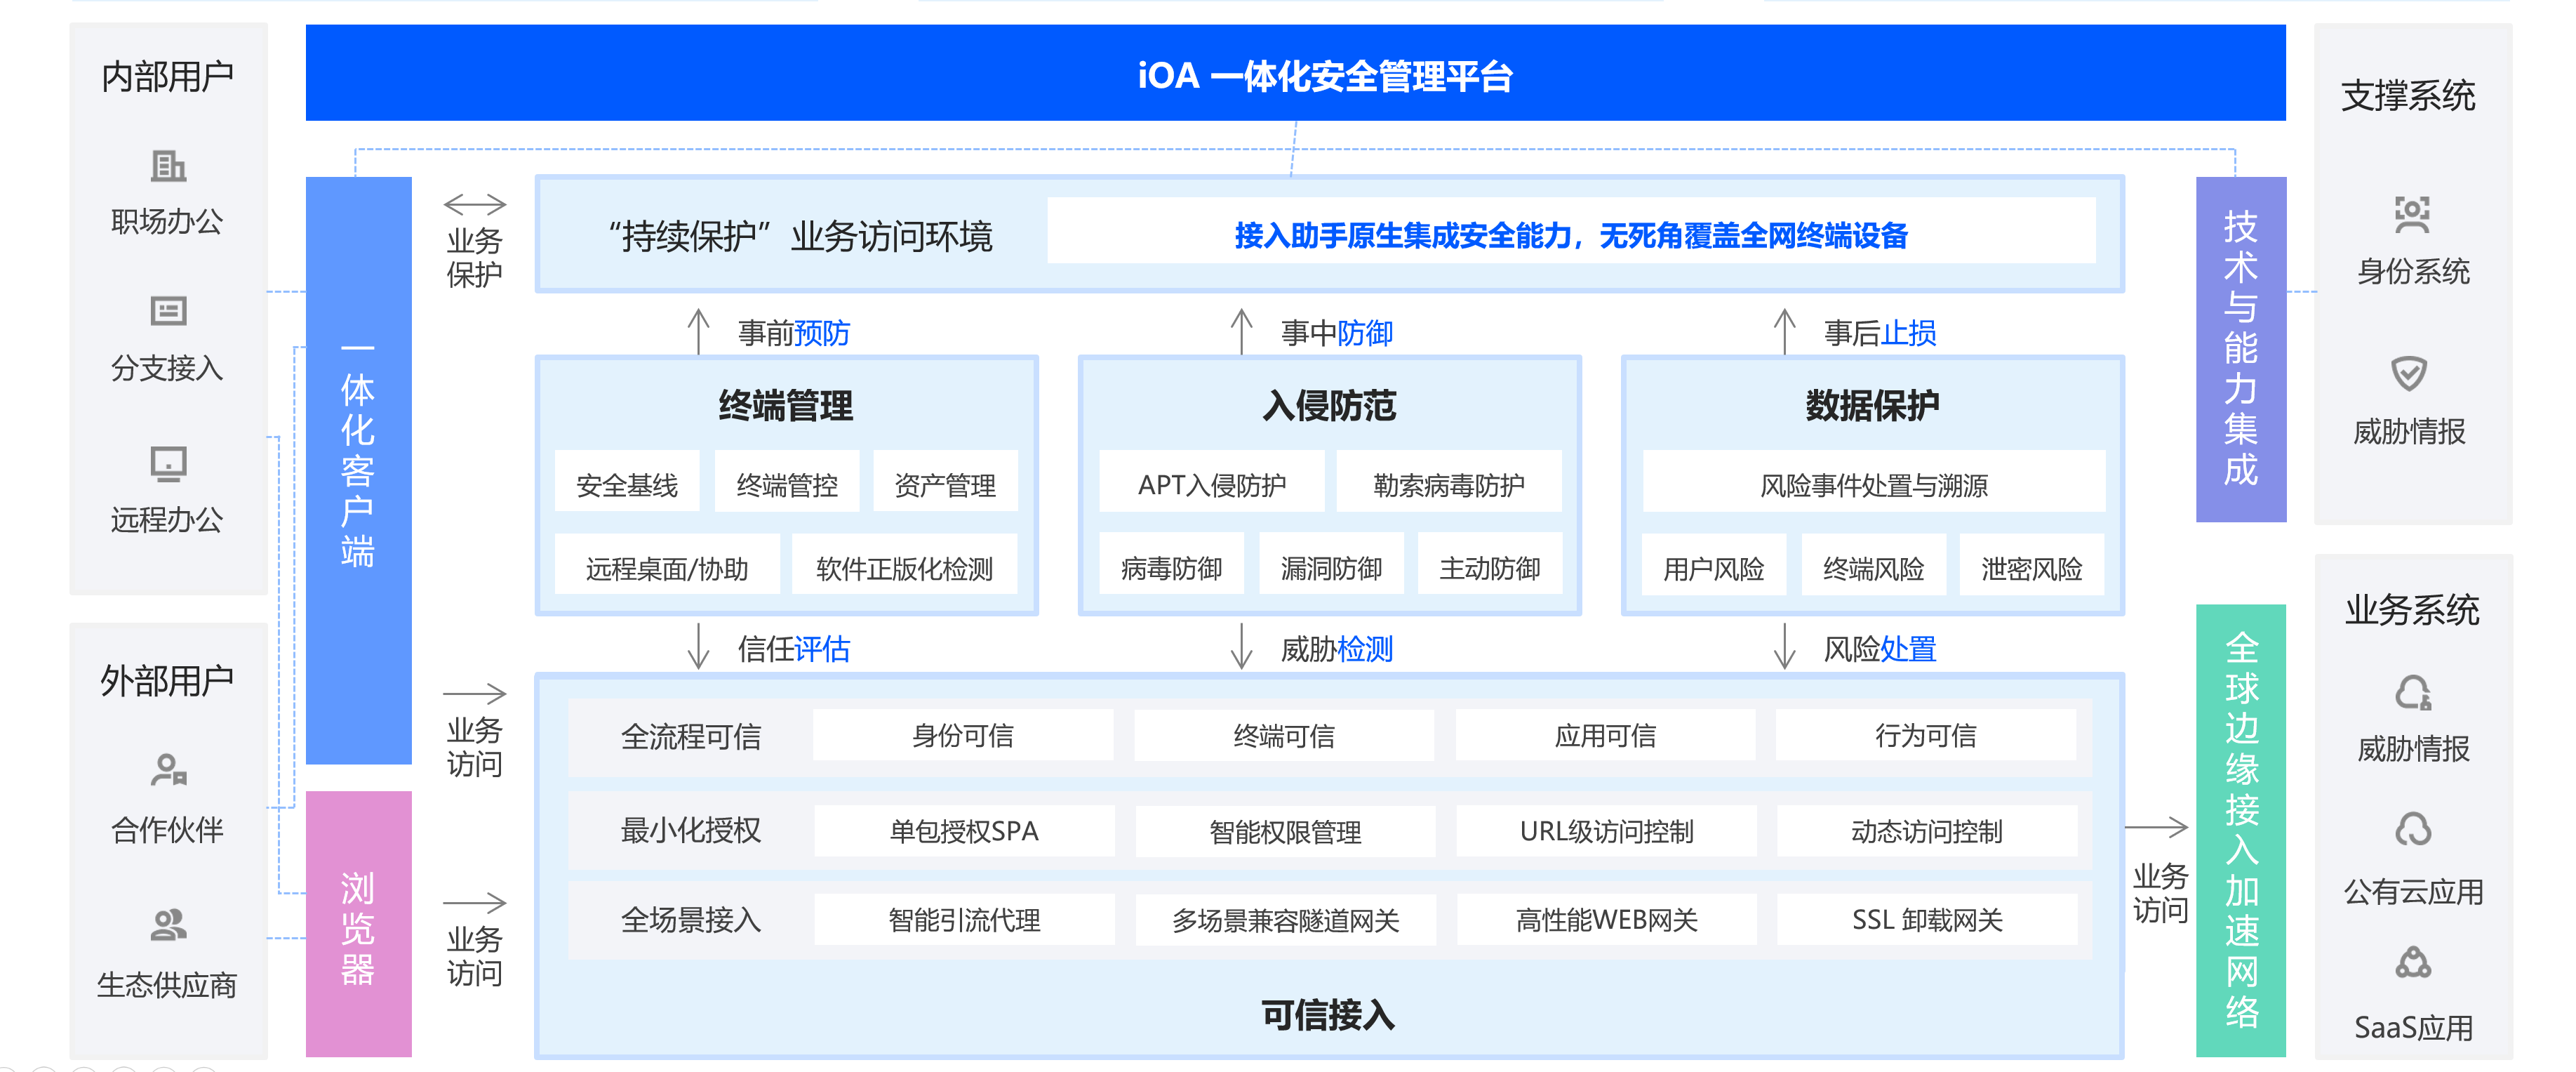 iOA 一体化安全管理平台
内部用户
职场办公
分支接入
远程办公
外部用户
合作伙伴
生态供应商
一体化客户端
浏览器
业务
保护
业务
访问
业务
访问
“持续保护”业务访问环境
接入助手原生集成安全能力，无死角覆盖全网终端设备
事前预防
事中防御
事后止损
终端管理
安全基线
终端管控
资产管理
远程桌面/协助
软件正版化检测
入侵防范
APT入侵防护
勒索病毒防护
病毒防御
漏洞防御
主动防御
数据保护
风险事件处置与溯源
用户风险
终端风险
泄密风险
信任评估
威胁检测
风险处置
全流程可信
身份可信
终端可信
应用可信
行为可信
最小化授权
单包授权SPA
智能权限管理
URL级访问控制
动态访问控制
全场景接入
智能引流代理
多场景兼容隧道网关
高性能WEB网关
SSL 卸载网关
可信接入
业务
访问
技术与能力集成
全球边缘接入加速网络
支撑系统
身份系统
威胁情报
业务系统
威胁情报
公有云应用
SaaS应用